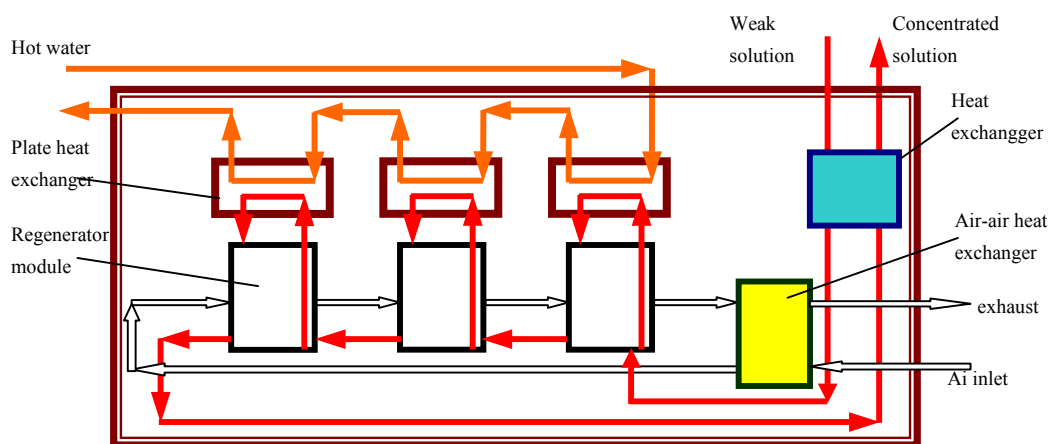 Hot water
Weak
solution
Concentrated
solution
Plate heat
exchanger
Heat
exchangger
Regenerator
module
Air-air heat
exchanger
exhaust
Ai inlet